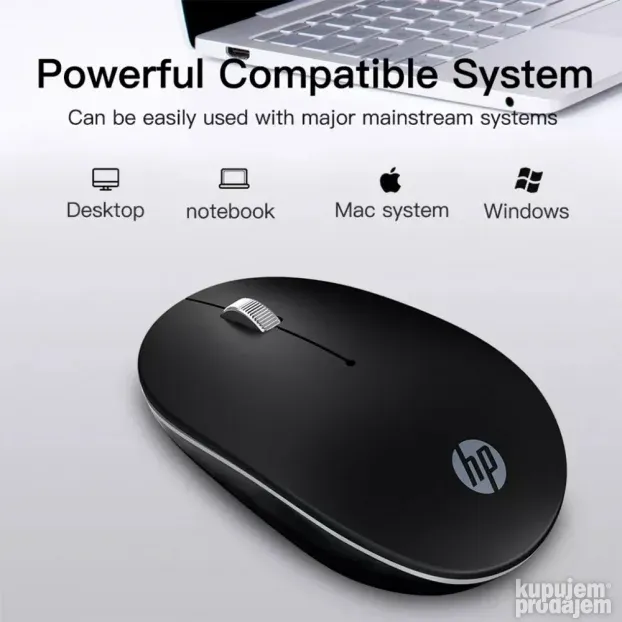 Powerful Compatible System
Can be easily used with major mainstream systems
Desktop notebook Mac system Windows
hp
kupujem
prodajem